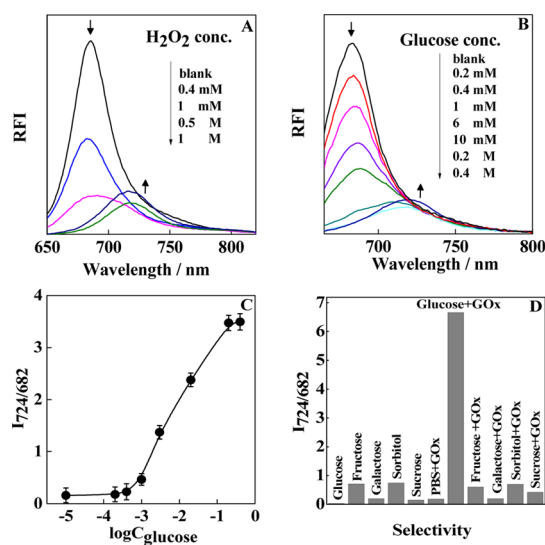 A
H2O2 conc.
blank
0.4 mM
1 mM
0.5 M
1 M
RFI
650 700 750 800
Wavelength / nm
B
Glucose conc.
blank
0.2 mM
0.4 mM
1 mM
6 mM
10 mM
0.2 M
0.4 M
RFI
700 750 800
Wavelength / nm
C
I724/682
4
3
2
1
0
-5 -4 -3 -2 -1 0
logCglucose
D
I724/682
7
6
5
4
3
2
1
0
Glucose
Fructose
Galactose
Sorbitol
Sucrose
PBS+GOx
Glucose+GOx
Fructose +GOx
Galactose+GOx
Sorbitol+GOx
Sucrose+GOx
Selectivity